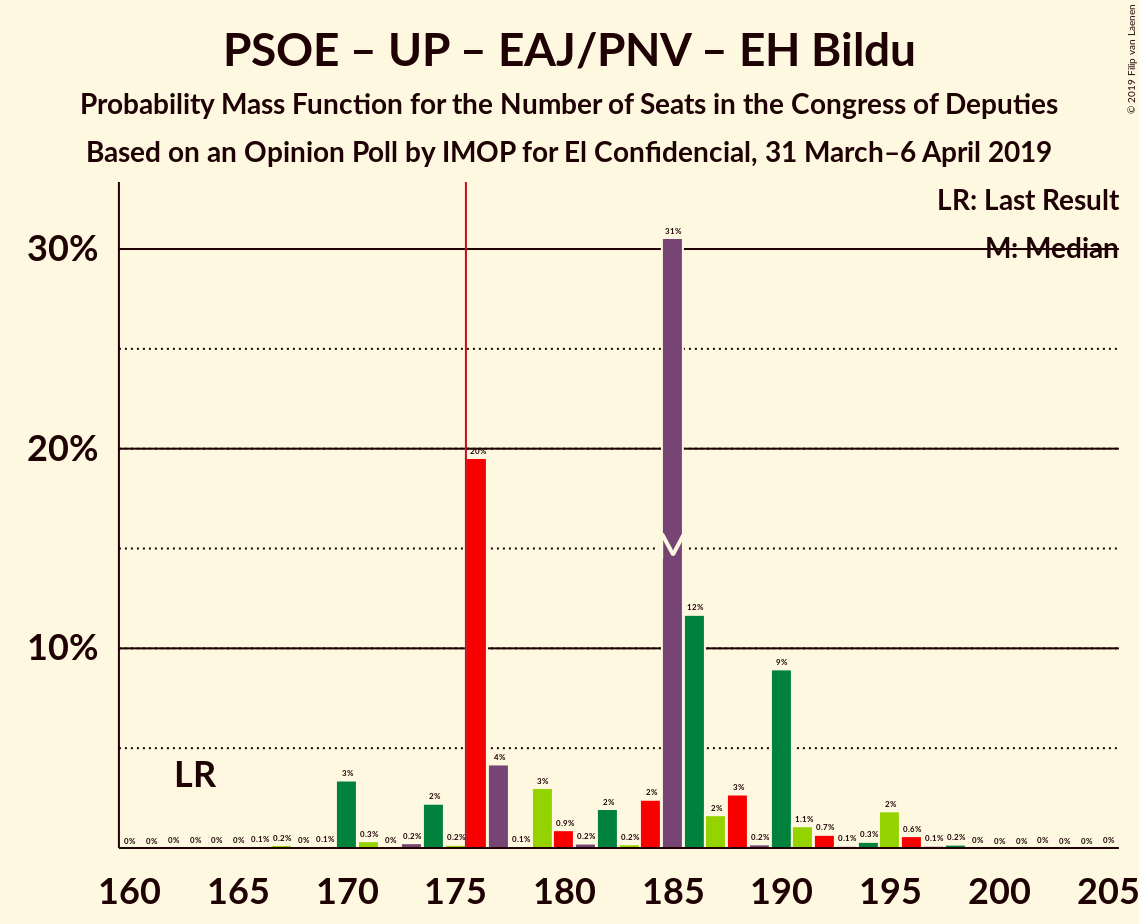 PSOE – UP – EAJ/PNV – EH Bildu
Probability Mass Function for the Number of Seats in the Congress of Deputies
Based on an Opinion Poll by IMOP for El Confidencial, 31 March–6 April 2019
© 2019 Filip van Laenen
LR: Last Result
M: Median
30%
20%
10%
LR
M
0% 0% 0% 0% 0% 0% 0.1% 0.2% 0% 0.1% 3% 0.3% 0% 0.2% 2% 0.2% 20% 4% 0.1% 3% 0.9% 0.2% 2% 0.2% 2% 31% 12% 2% 3% 0.2% 9% 1.1% 0.7% 0.1% 0.3% 2% 0.6% 0.1% 0.2% 0% 0% 0% 0% 0% 0% 0%
160 165 170 175 180 185 190 195 200 205